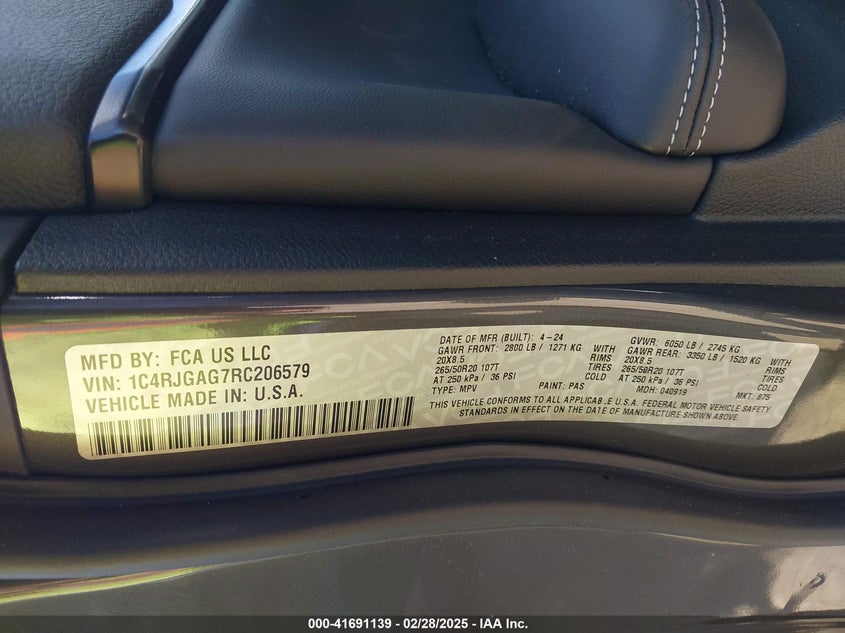 MFD BY: FCA US LLC
VIN: 1C4RJGAG7RC206579
VEHICLE MADE IN: U.S.A.
DATE OF MFR (BUILT): 4-24
GAWR FRONT: 2800 LB / 1271 KG WITH
20X8.5 RIMS
265/50R20 107T TIRES
AT 250 kPa / 36 PSI COLD
TYPE: MPV PAINT: PAS
GVWR: 6050 LB / 2745 KG
GAWR REAR: 3350 LB / 1520 KG WITH
20X8.5 RIMS
265/50R20 107T TIRES
AT 250 kPa / 36 PSI COLD
MDH: 040919 MKT: 87S
THIS VEHICLE CONFORMS TO ALL APPLICAB .E U.S.A. FEDERAL MOTOR VEHICLE SAFETY
STANDARDS IN EFFECT ON THE DATE OF MANUFACTURE SHOWN ABOVE.
000-41691139 - 02/28/2025 - IAA Inc.